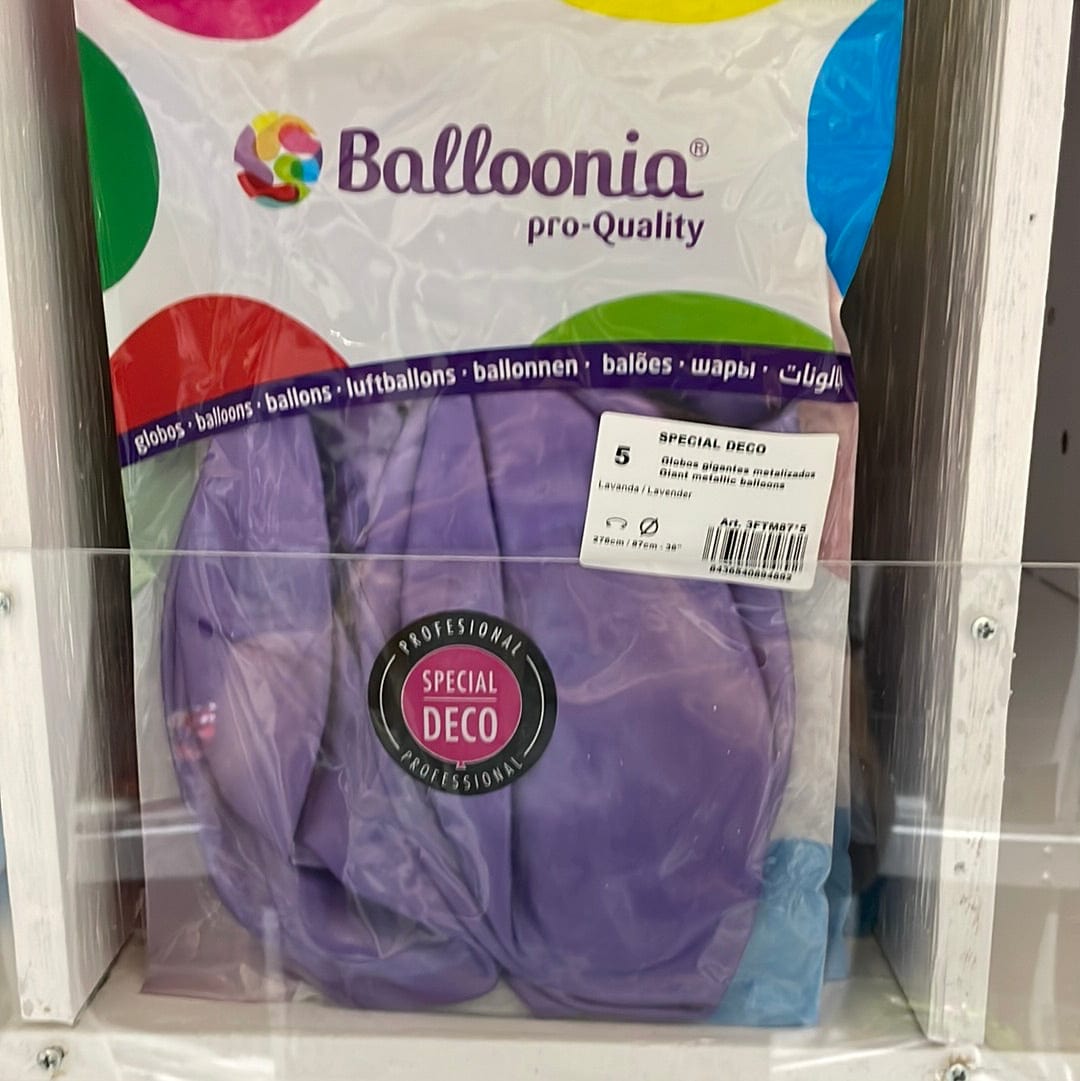 Balloonia®
pro-Quality
globos · balloons · ballons · luftballons · ballonnen · balões · шары · بالونات
5
SPECIAL DECO
Globos gigantes metalizados
Giant metallic balloons
Lavanda / Lavender
Art. 3FTM87*5
PROFESIONAL
SPECIAL
DECO
PROFESSIONAL